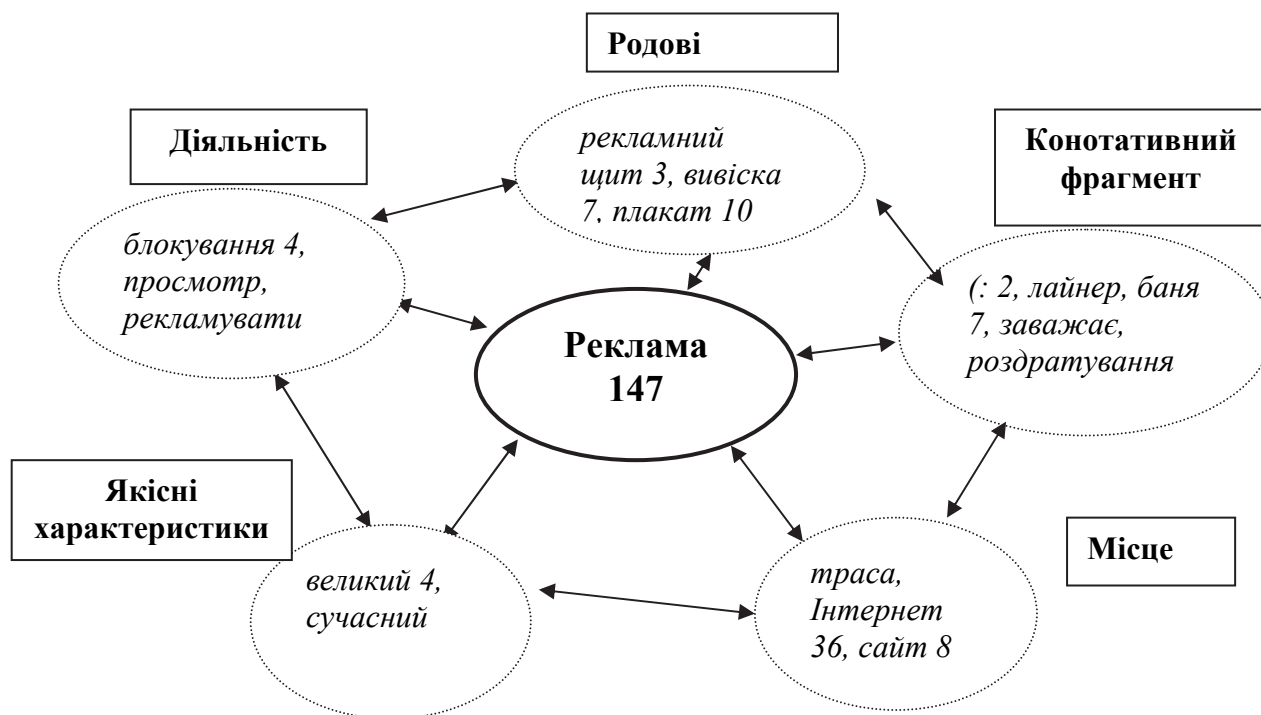 Родові
Діяльність
рекламний
щит 3, вивіска
7, плакат 10
Конотативний
фрагмент
блокування 4,
просмотр,
рекламувати
(: 2, лайнер, баня
7, заважає,
роздратування
Реклама
147
Якісні
характеристики
Місце
великий 4,
сучасний
траса,
Інтернет
36, сайт 8